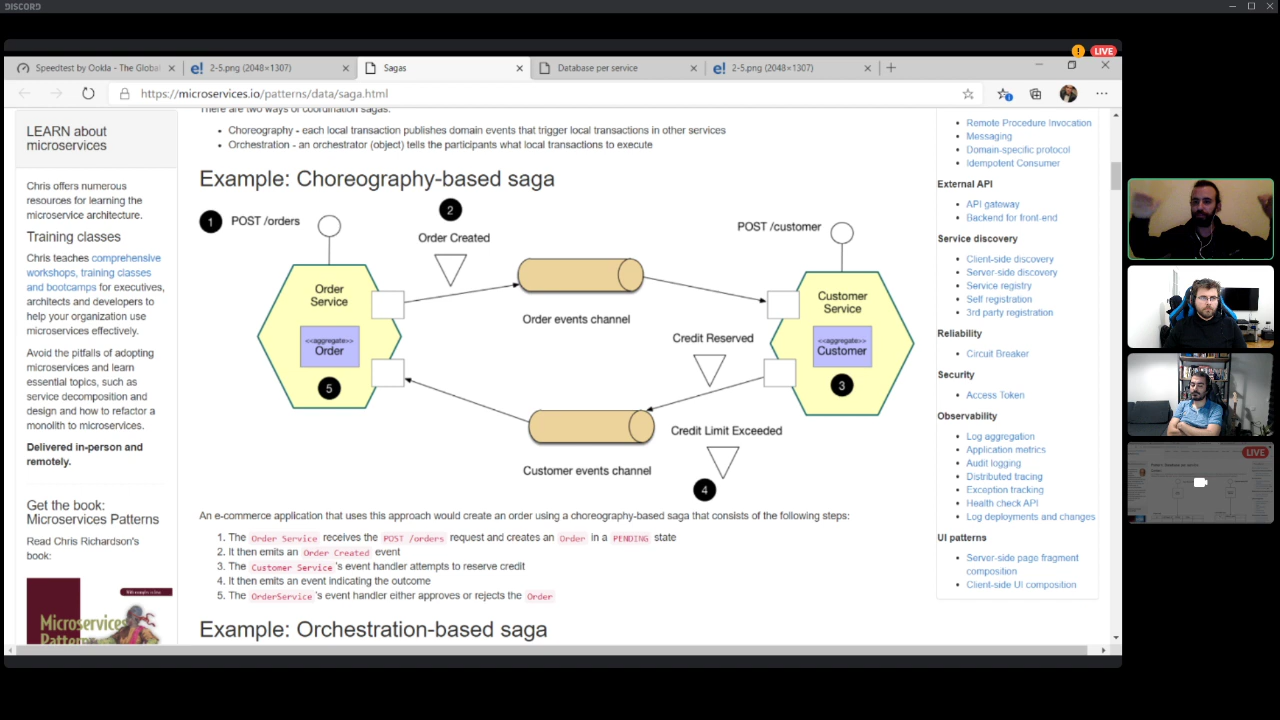 DISCORD
LIVE
Speedtest by Ookla - The Global
2-5.png (2048×1307)
Sagas
Database per service
2-5.png (2048×1307)
https://microservices.io/patterns/data/saga.html
LEARN about
microservices
Chris offers numerous
resources for learning the
microservice architecture.
Training classes
Chris teaches comprehensive
workshops, training classes
and bootcamps for executives,
architects and developers to
help your organization use
microservices effectively.
Avoid the pitfalls of adopting
microservices and learn
essential topics, such as
service decomposition and
design and how to refactor a
monolith to microservices.
Delivered in-person and
remotely.
Get the book:
Microservices Patterns
Read Chris Richardson's
book:
Microservices
Patterns
There are two ways of coordination sagas:
Choreography - each local transaction publishes domain events that trigger local transactions in other services
Orchestration - an orchestrator (object) tells the participants what local transactions to execute
Example: Choreography-based saga
1 POST /orders
2
Order Created
POST /customer
Order
Service
<<aggregate>>
Order
5
Order events channel
Credit Reserved
Customer
Service
<<aggregate>>
Customer
3
Credit Limit Exceeded
Customer events channel
4
An e-commerce application that uses this approach would create an order using a choreography-based saga that consists of the following steps:
1. The Order Service receives the POST /orders request and creates an Order in a PENDING state
2. It then emits an Order Created event
3. The Customer Service 's event handler attempts to reserve credit
4. It then emits an event indicating the outcome
5. The OrderService 's event handler either approves or rejects the Order
Example: Orchestration-based saga
Remote Procedure Invocation
Messaging
Domain-specific protocol
Idempotent Consumer
External API
API gateway
Backend for front-end
Service discovery
Client-side discovery
Server-side discovery
Service registry
Self registration
3rd party registration
Reliability
Circuit Breaker
Security
Access Token
Observability
Log aggregation
Application metrics
Audit logging
Distributed tracing
Exception tracking
Health check API
Log deployments and changes
UI patterns
Server-side page fragment
composition
Client-side UI composition
LIVE